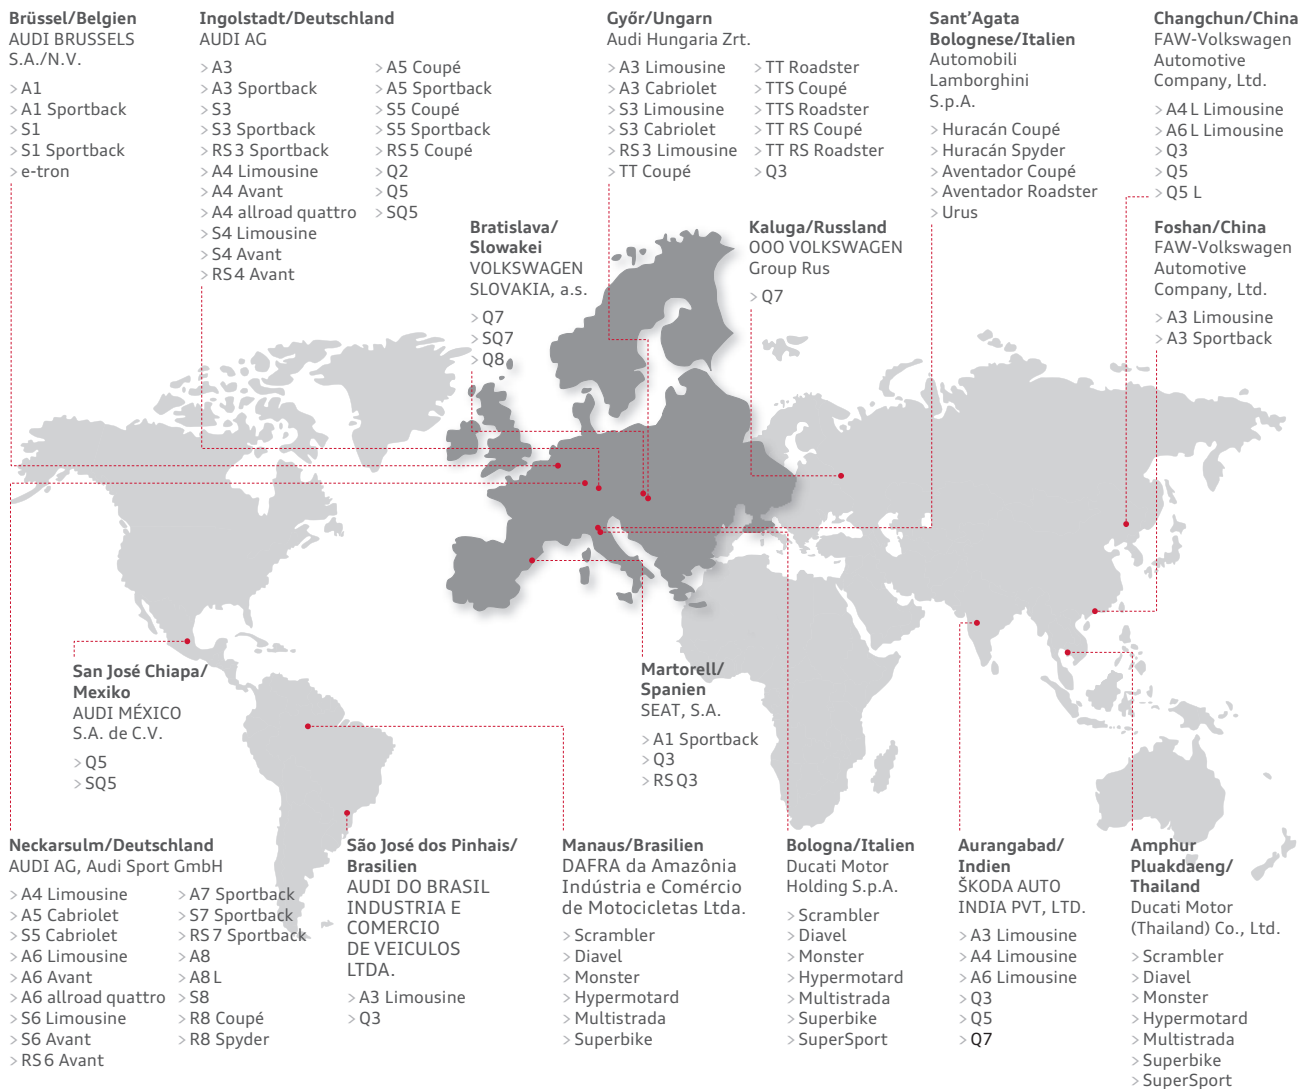 Brüssel/Belgien
AUDI BRUSSELS
S.A./N.V.
> A1
> A1 Sportback
> S1
> S1 Sportback
> e-tron
Ingolstadt/Deutschland
AUDI AG
> A3
> A3 Sportback
> S3
> S3 Sportback
> RS 3 Sportback
> A4 Limousine
> A4 Avant
> A4 allroad quattro
> S4 Limousine
> S4 Avant
> RS 4 Avant
> A5 Coupé
> A5 Sportback
> S5 Coupé
> S5 Sportback
> RS 5 Coupé
> Q2
> Q5
> SQ5
Győr/Ungarn
Audi Hungaria Zrt.
> A3 Limousine
> A3 Cabriolet
> S3 Limousine
> S3 Cabriolet
> RS 3 Limousine
> TT Coupé
> TT Roadster
> TTS Coupé
> TTS Roadster
> TT RS Coupé
> TT RS Roadster
> Q3
Sant’Agata
Bolognese/Italien
Automobili
Lamborghini
S.p.A.
> Huracán Coupé
> Huracán Spyder
> Aventador Coupé
> Aventador Roadster
> Urus
Changchun/China
FAW-Volkswagen
Automotive
Company, Ltd.
> A4 L Limousine
> A6 L Limousine
> Q3
> Q5
> Q5 L
Bratislava/
Slowakei
VOLKSWAGEN
SLOVAKIA, a.s.
> Q7
> SQ7
> Q8
Kaluga/Russland
OOO VOLKSWAGEN
Group Rus
> Q7
Foshan/China
FAW-Volkswagen
Automotive
Company, Ltd.
> A3 Limousine
> A3 Sportback
San José Chiapa/
Mexiko
AUDI MÉXICO
S.A. de C.V.
> Q5
> SQ5
Martorell/
Spanien
SEAT, S.A.
> A1 Sportback
> Q3
> RS Q3
Neckarsulm/Deutschland
AUDI AG, Audi Sport GmbH
> A4 Limousine
> A5 Cabriolet
> S5 Cabriolet
> A6 Limousine
> A6 Avant
> A6 allroad quattro
> S6 Limousine
> S6 Avant
> RS 6 Avant
> A7 Sportback
> S7 Sportback
> RS 7 Sportback
> A8
> A8 L
> S8
> R8 Coupé
> R8 Spyder
São José dos Pinhais/
Brasilien
AUDI DO BRASIL
INDUSTRIA E
COMERCIO
DE VEICULOS
LTDA.
> A3 Limousine
> Q3
Manaus/Brasilien
DAFRA da Amazônia
Indústria e Comércio
de Motocicletas Ltda.
> Scrambler
> Diavel
> Monster
> Hypermotard
> Multistrada
> Superbike
Bologna/Italien
Ducati Motor
Holding S.p.A.
> Scrambler
> Diavel
> Monster
> Hypermotard
> Multistrada
> Superbike
> SuperSport
Aurangabad/
Indien
ŠKODA AUTO
INDIA PVT, LTD.
> A3 Limousine
> A4 Limousine
> A6 Limousine
> Q3
> Q5
> Q7
Amphur
Pluakdaeng/
Thailand
Ducati Motor
(Thailand) Co., Ltd.
> Scrambler
> Diavel
> Monster
> Hypermotard
> Multistrada
> Superbike
> SuperSport